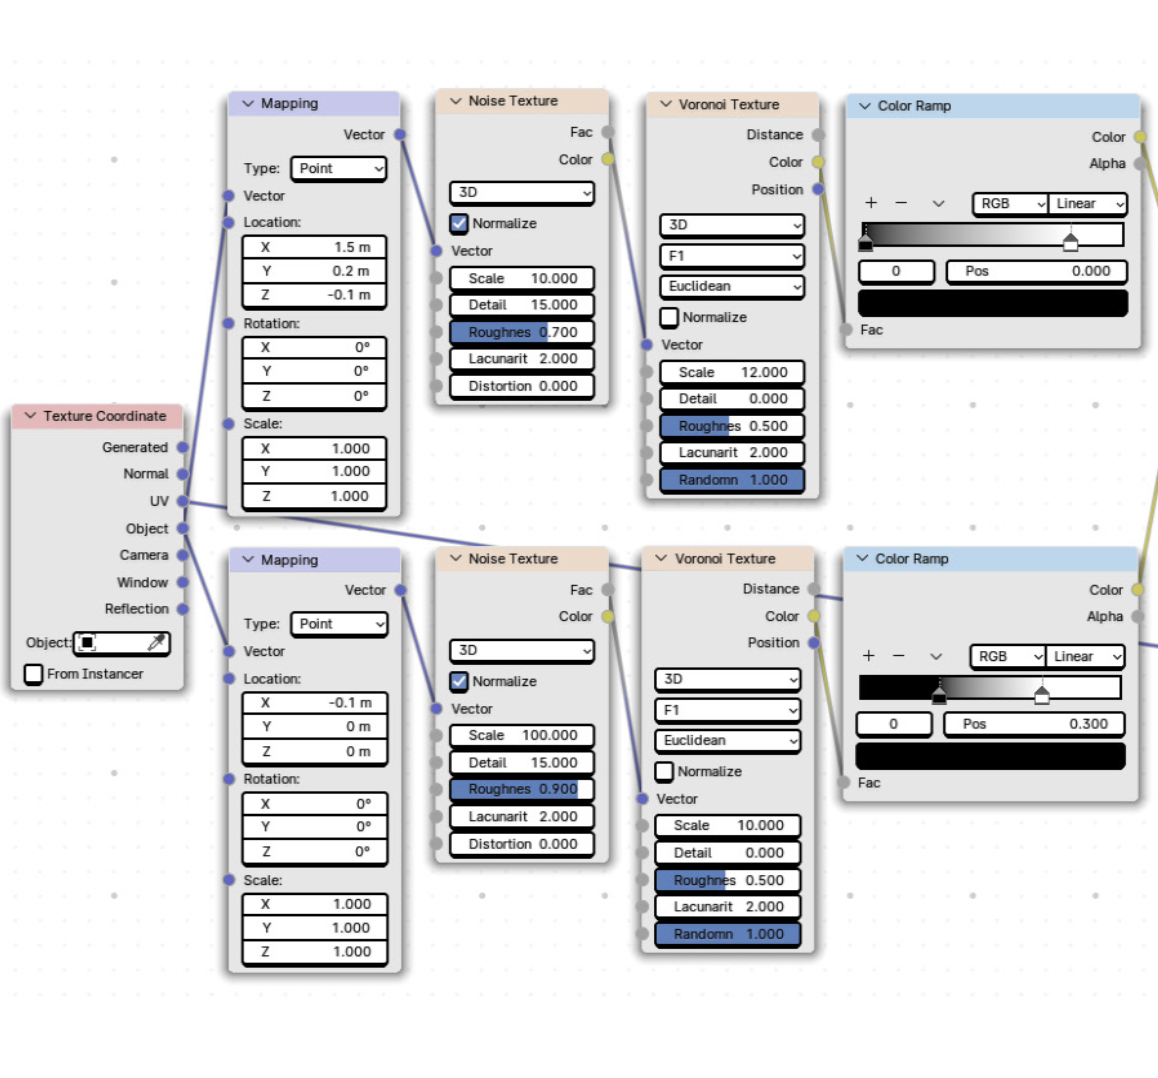 Mapping
Vector
Type: Point
Vector
Location:
X 1.5 m
Y 0.2 m
Z -0.1 m
Rotation:
X 0°
Y 0°
Z 0°
Scale:
X 1.000
Y 1.000
Z 1.000
Noise Texture
Fac
Color
3D
Normalize
Vector
Scale 10.000
Detail 15.000
Roughnes 0.700
Lacunarit 2.000
Distortion 0.000
Voronoi Texture
Distance
Color
Position
3D
F1
Euclidean
Normalize
Vector
Scale 12.000
Detail 0.000
Roughnes 0.500
Lacunarit 2.000
Randomn 1.000
Color Ramp
Color
Alpha
+ − RGB Linear
0 Pos 0.000
Fac
Texture Coordinate
Generated
Normal
UV
Object
Camera
Window
Reflection
Object:
From Instancer
Mapping
Vector
Type: Point
Vector
Location:
X -0.1 m
Y 0 m
Z 0 m
Rotation:
X 0°
Y 0°
Z 0°
Scale:
X 1.000
Y 1.000
Z 1.000
Noise Texture
Fac
Color
3D
Normalize
Vector
Scale 100.000
Detail 15.000
Roughnes 0.900
Lacunarit 2.000
Distortion 0.000
Voronoi Texture
Distance
Color
Position
3D
F1
Euclidean
Normalize
Vector
Scale 10.000
Detail 0.000
Roughnes 0.500
Lacunarit 2.000
Randomn 1.000
Color Ramp
Color
Alpha
+ − RGB Linear
0 Pos 0.300
Fac